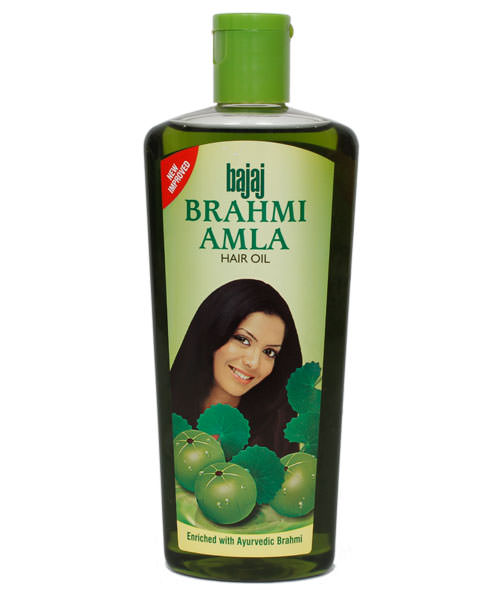 NEW
IMPROVED
bajaj
BRAHMI
AMLA
HAIR OIL
Enriched with Ayurvedic Brahmi